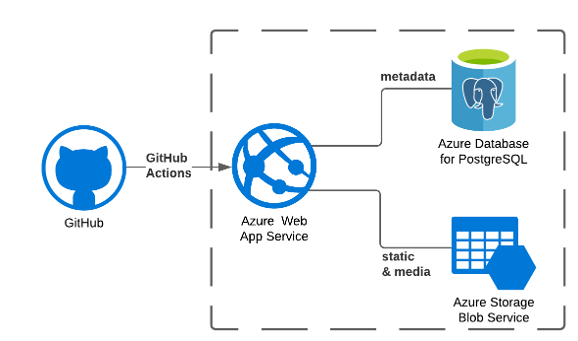 metadata
Azure Database
for PostgreSQL
GitHub
Actions
GitHub
Azure Web
App Service
static
& media
Azure Storage
Blob Service